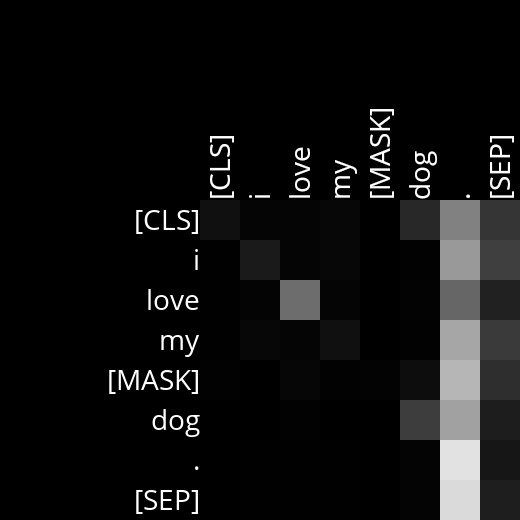 [CLS] i love my [MASK] dog . [SEP]
[CLS]
i
love
my
[MASK]
dog
.
[SEP]